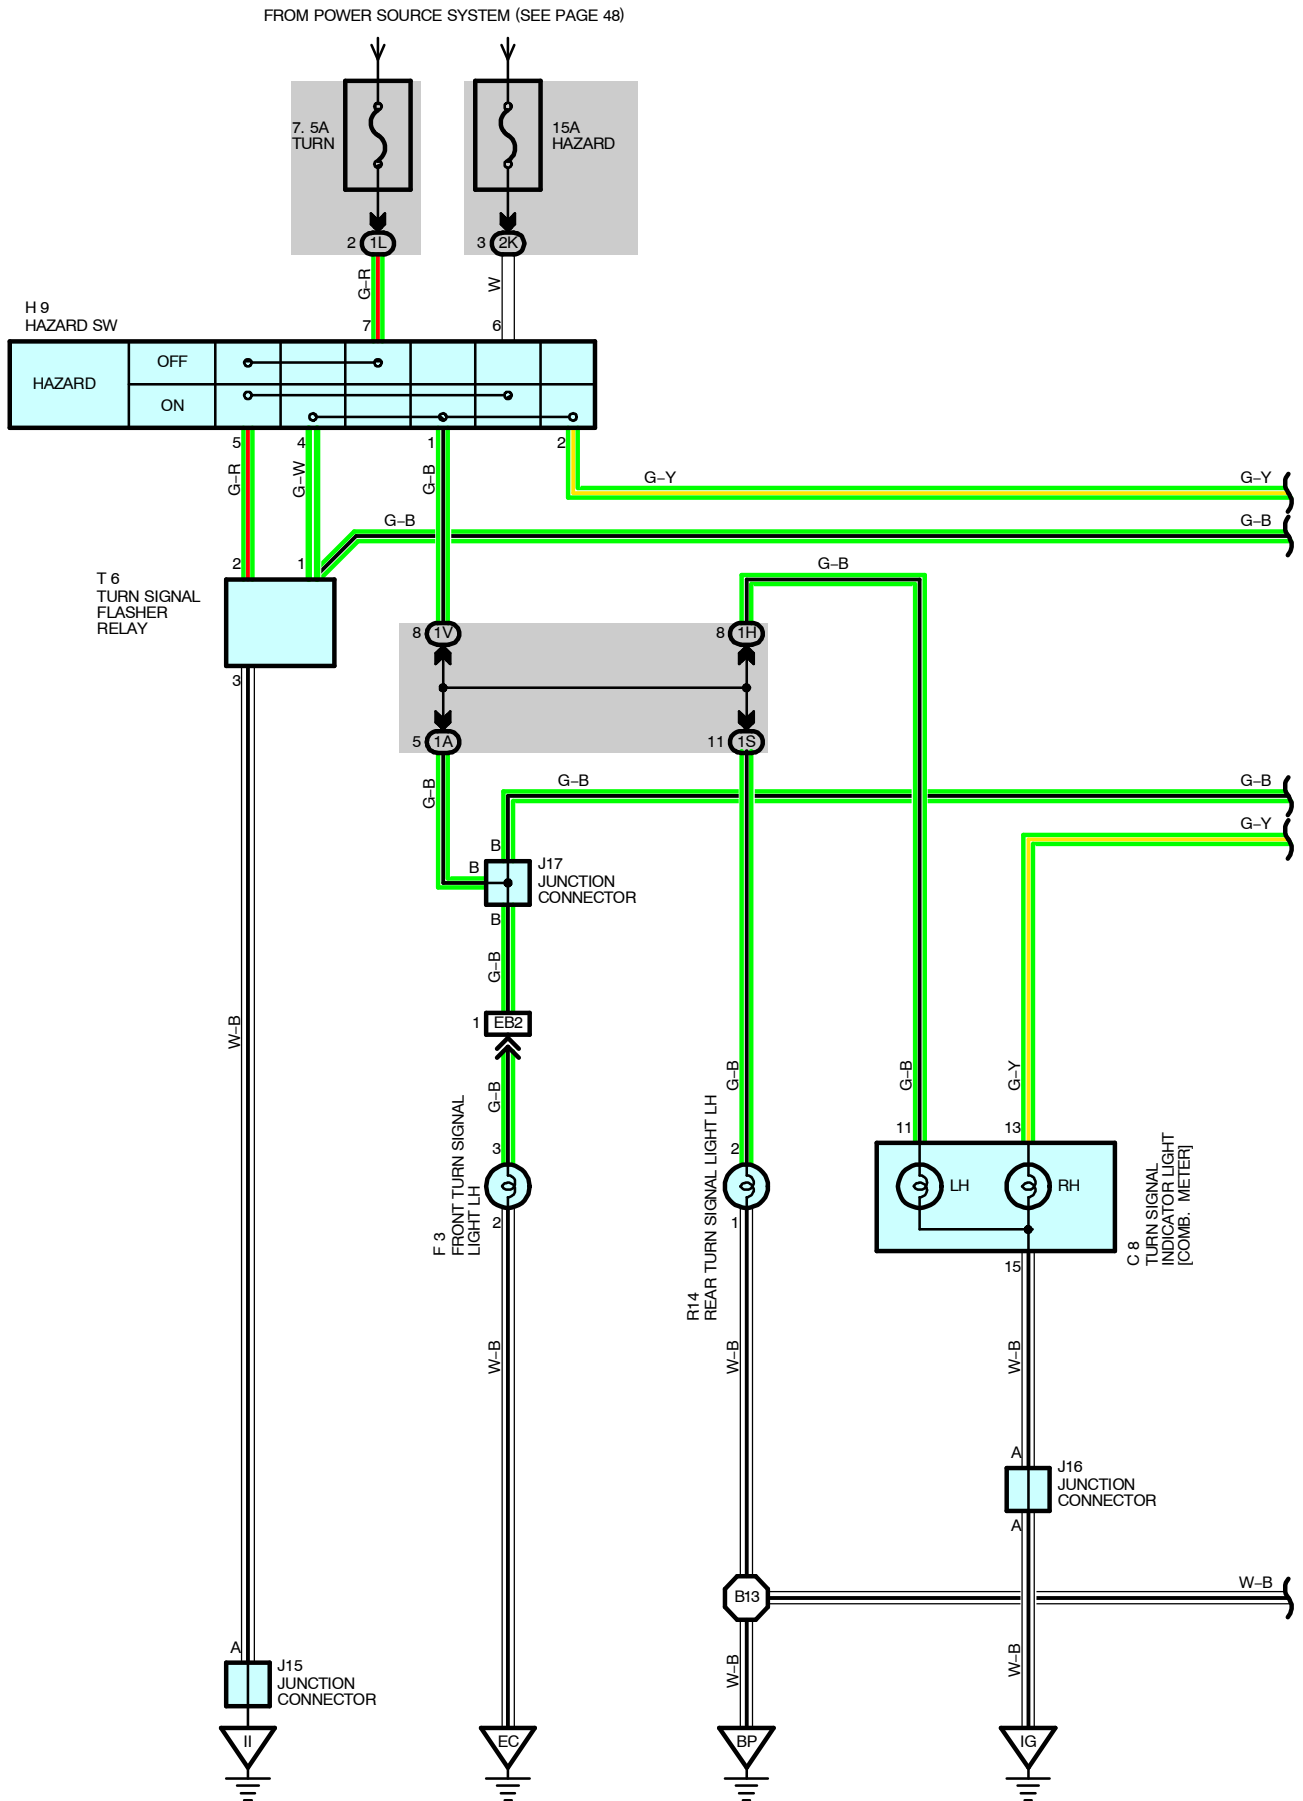 FROM POWER SOURCE SYSTEM (SEE PAGE 48)
7. 5A
TURN
15A
HAZARD
2
1L
3
2K
G–R
W
7
6
H 9
HAZARD SW
HAZARD
OFF
ON
5
4
1
2
G–R
G–W
G–B
G–Y
G–Y
G–B
G–B
2
1
T 6
TURN SIGNAL
FLASHER
RELAY
3
G–B
8
1V
8
1H
5
1A
11
1S
G–B
G–B
G–B
G–Y
B
B
J17
JUNCTION
CONNECTOR
B
G–B
1
EB2
W–B
G–B
G–B
G–B
G–Y
3
2
11
13
F 3
FRONT TURN SIGNAL
LIGHT LH
2
R14
REAR TURN SIGNAL LIGHT LH
1
LH
RH
C 8
TURN SIGNAL
INDICATOR LIGHT
[COMB. METER]
15
W–B
W–B
W–B
A
J16
JUNCTION
CONNECTOR
A
B13
W–B
W–B
W–B
A
J15
JUNCTION
CONNECTOR
II
EC
BP
IG